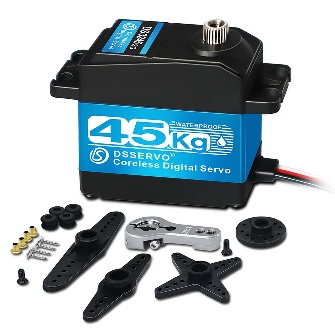 WATERPROOF
45Kg
DSSERVO®
Coreless Digital Servo